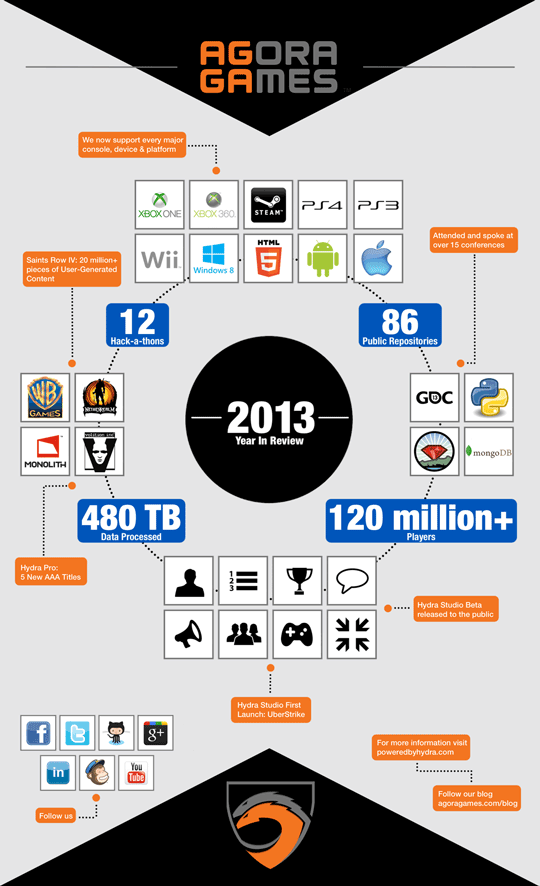 AGORA
GAMES
TM
We now support every major
console, device & platform
XBOX ONE
XBOX 360
STEAM
PS4
PS3
Attended and spoke at
over 15 conferences
Wii
Windows 8
HTML
5
Saints Row IV: 20 million+
pieces of User-Generated
Content
12
Hack-a-thons
86
Public Repositories
WB
GAMES
NETHERREALM
GDC
2013
Year In Review
MONOLITH
V
mongoDB
480 TB
Data Processed
120 million+
Players
Hydra Pro:
5 New AAA Titles
1
2
3
Hydra Studio Beta
released to the public
Hydra Studio First
Launch: UberStrike
f
g+
in
You
Tube
Follow us
For more information visit
poweredbyhydra.com
Follow our blog
agoragames.com/blog